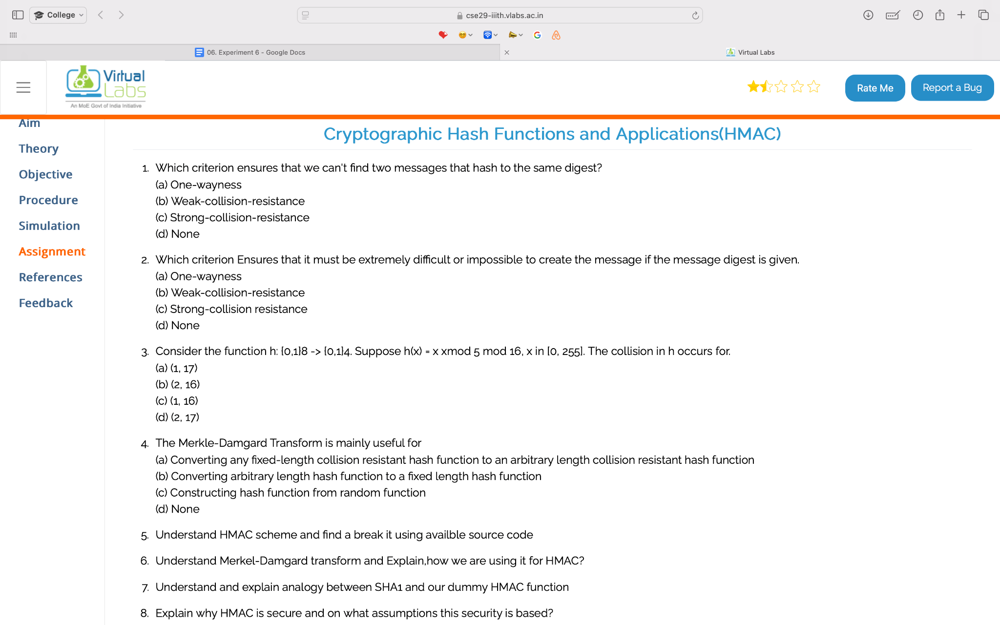 College
cse29-iiith.vlabs.ac.in
06. Experiment 6 - Google Docs
Virtual Labs
Virtual
Labs
An MoE Govt of India Initiative
Rate Me
Report a Bug
Aim
Theory
Objective
Procedure
Simulation
Assignment
References
Feedback
Cryptographic Hash Functions and Applications(HMAC)
1. Which criterion ensures that we can't find two messages that hash to the same digest?
(a) One-wayness
(b) Weak-collision-resistance
(c) Strong-collision-resistance
(d) None
2. Which criterion Ensures that it must be extremely difficult or impossible to create the message if the message digest is given.
(a) One-wayness
(b) Weak-collision-resistance
(c) Strong-collision resistance
(d) None
3. Consider the function h: {0,1}8 -> {0,1}4. Suppose h(x) = x xmod 5 mod 16, x in [0, 255]. The collision in h occurs for.
(a) (1, 17)
(b) (2, 16)
(c) (1, 16)
(d) (2, 17)
4. The Merkle-Damgard Transform is mainly useful for
(a) Converting any fixed-length collision resistant hash function to an arbitrary length collision resistant hash function
(b) Converting arbitrary length hash function to a fixed length hash function
(c) Constructing hash function from random function
(d) None
5. Understand HMAC scheme and find a break it using availble source code
6. Understand Merkel-Damgard transform and Explain,how we are using it for HMAC?
7. Understand and explain analogy between SHA1 and our dummy HMAC function
8. Explain why HMAC is secure and on what assumptions this security is based?